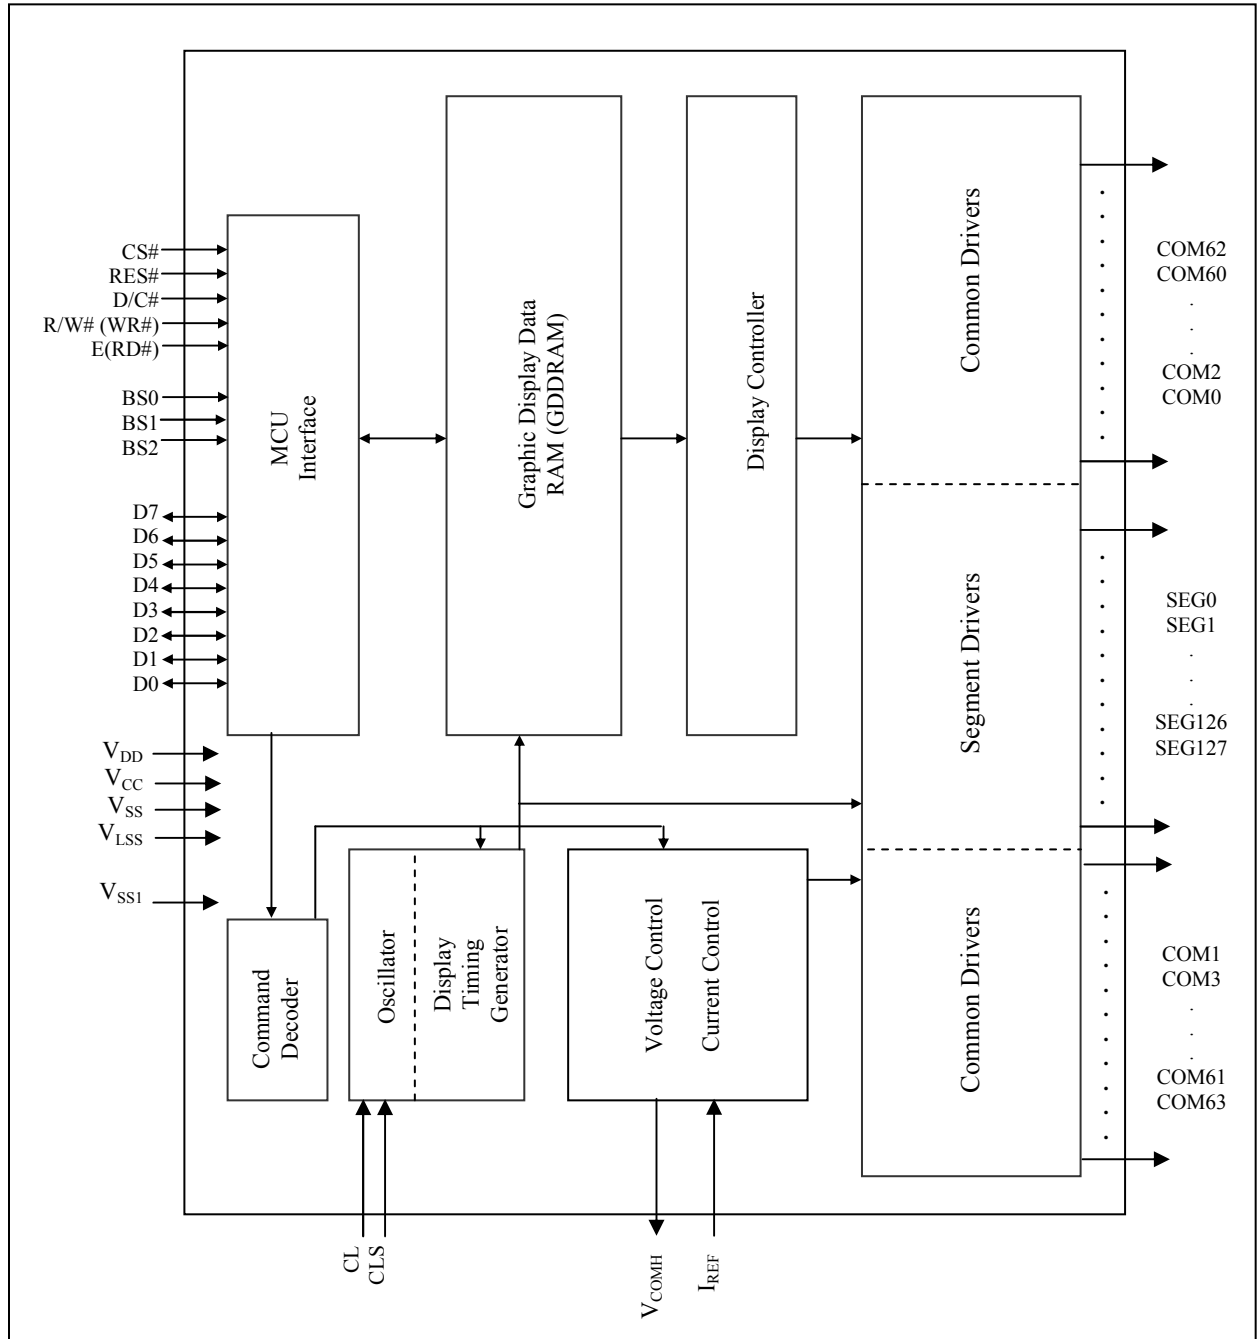 CS#
RES#
D/C#
R/W# (WR#)
E(RD#)
BS0
BS1
BS2
D7
D6
D5
D4
D3
D2
D1
D0
VDD
VCC
VSS
VLSS
VSS1
MCU
Interface
Graphic Display Data
RAM (GDDRAM)
Display Controller
Common Drivers
Segment Drivers
Common Drivers
Command
Decoder
Oscillator
Display
Timing
Generator
Voltage Control
Current Control
CL
CLS
VCOMH
IREF
COM62
COM60
.
.
.
COM2
COM0
SEG0
SEG1
.
.
.
SEG126
SEG127
COM1
COM3
.
.
.
COM61
COM63